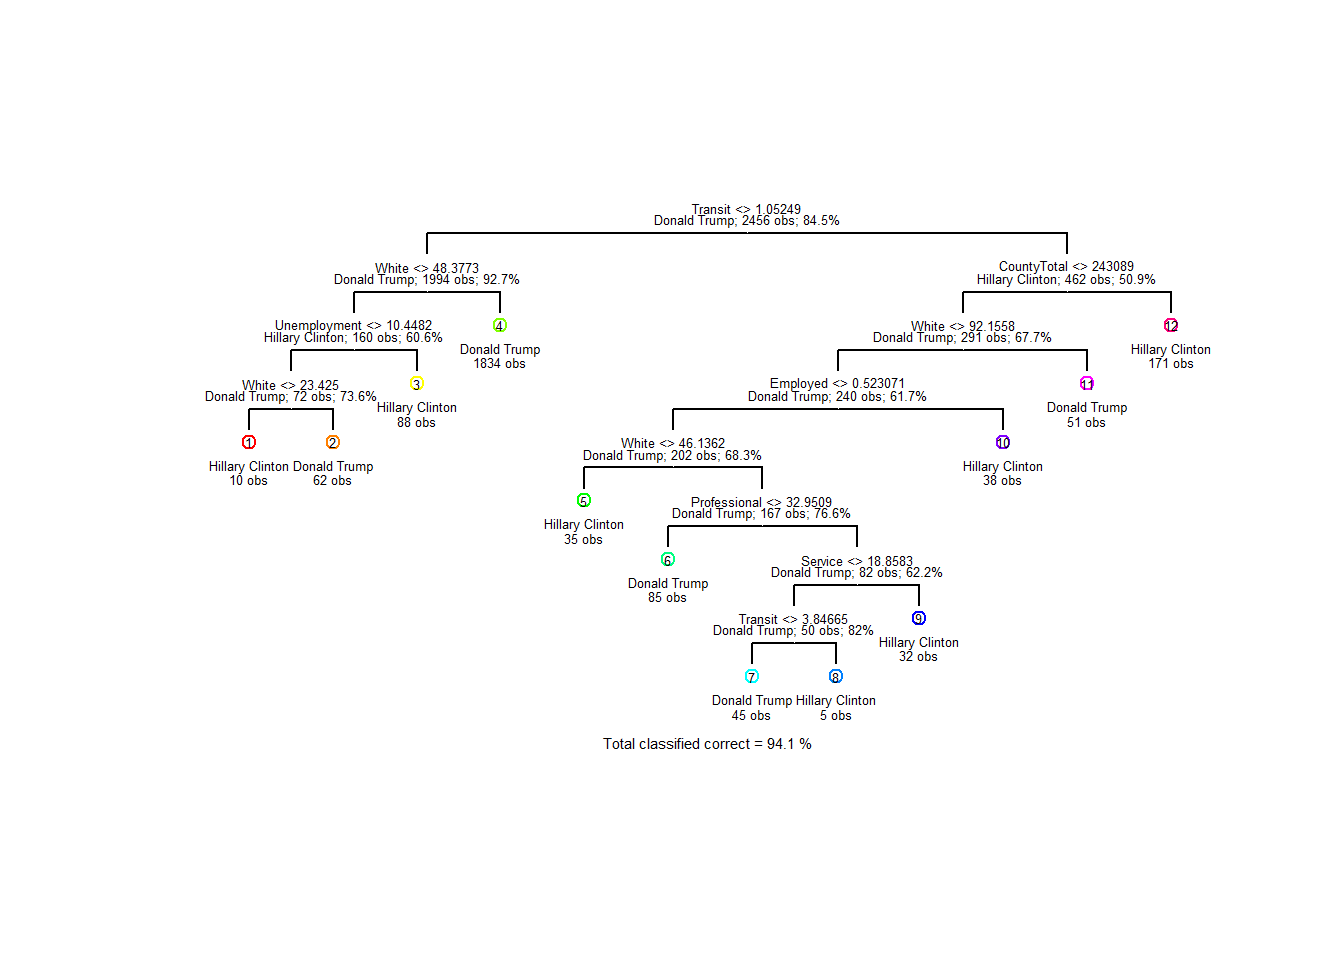 Transit <> 1.05249
Donald Trump; 2456 obs; 84.5%
White <> 48.3773
Donald Trump; 1994 obs; 92.7%
CountyTotal <> 243089
Hillary Clinton; 462 obs; 50.9%
Unemployment <> 10.4482
Hillary Clinton; 160 obs; 60.6%
4
Donald Trump
1834 obs
White <> 92.1558
Donald Trump; 291 obs; 67.7%
12
Hillary Clinton
171 obs
White <> 23.425
Donald Trump; 72 obs; 73.6%
3
Hillary Clinton
88 obs
Employed <> 0.523071
Donald Trump; 240 obs; 61.7%
11
Donald Trump
51 obs
1
Hillary Clinton
10 obs
2
Donald Trump
62 obs
White <> 46.1362
Donald Trump; 202 obs; 68.3%
10
Hillary Clinton
38 obs
5
Hillary Clinton
35 obs
Professional <> 32.9509
Donald Trump; 167 obs; 76.6%
6
Donald Trump
85 obs
Service <> 18.8583
Donald Trump; 82 obs; 62.2%
Transit <> 3.84665
Donald Trump; 50 obs; 82%
9
Hillary Clinton
32 obs
7
Donald Trump
45 obs
8
Hillary Clinton
5 obs
Total classified correct = 94.1 %